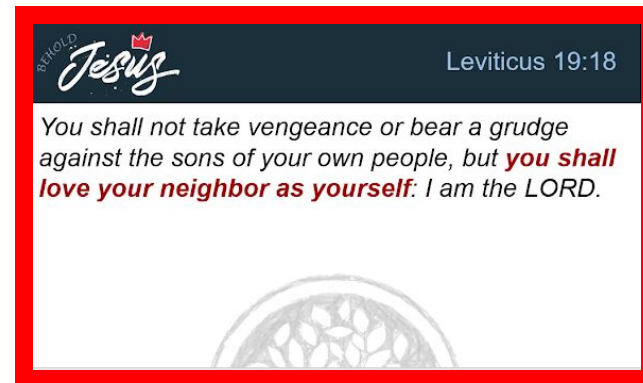 BEHOLD
Jesus
Leviticus 19:18
You shall not take vengeance or bear a grudge
against the sons of your own people, but you shall
love your neighbor as yourself: I am the LORD.